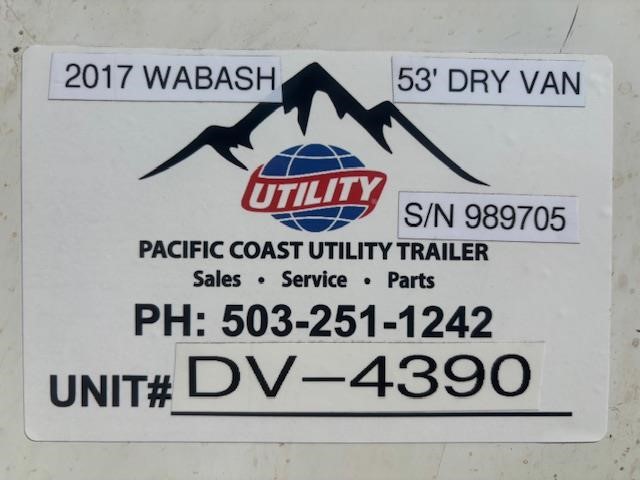 2017 WABASH
53' DRY VAN
UTILITY
S/N 989705
PACIFIC COAST UTILITY TRAILER
Sales • Service • Parts
PH: 503-251-1242
UNIT# DV-4390